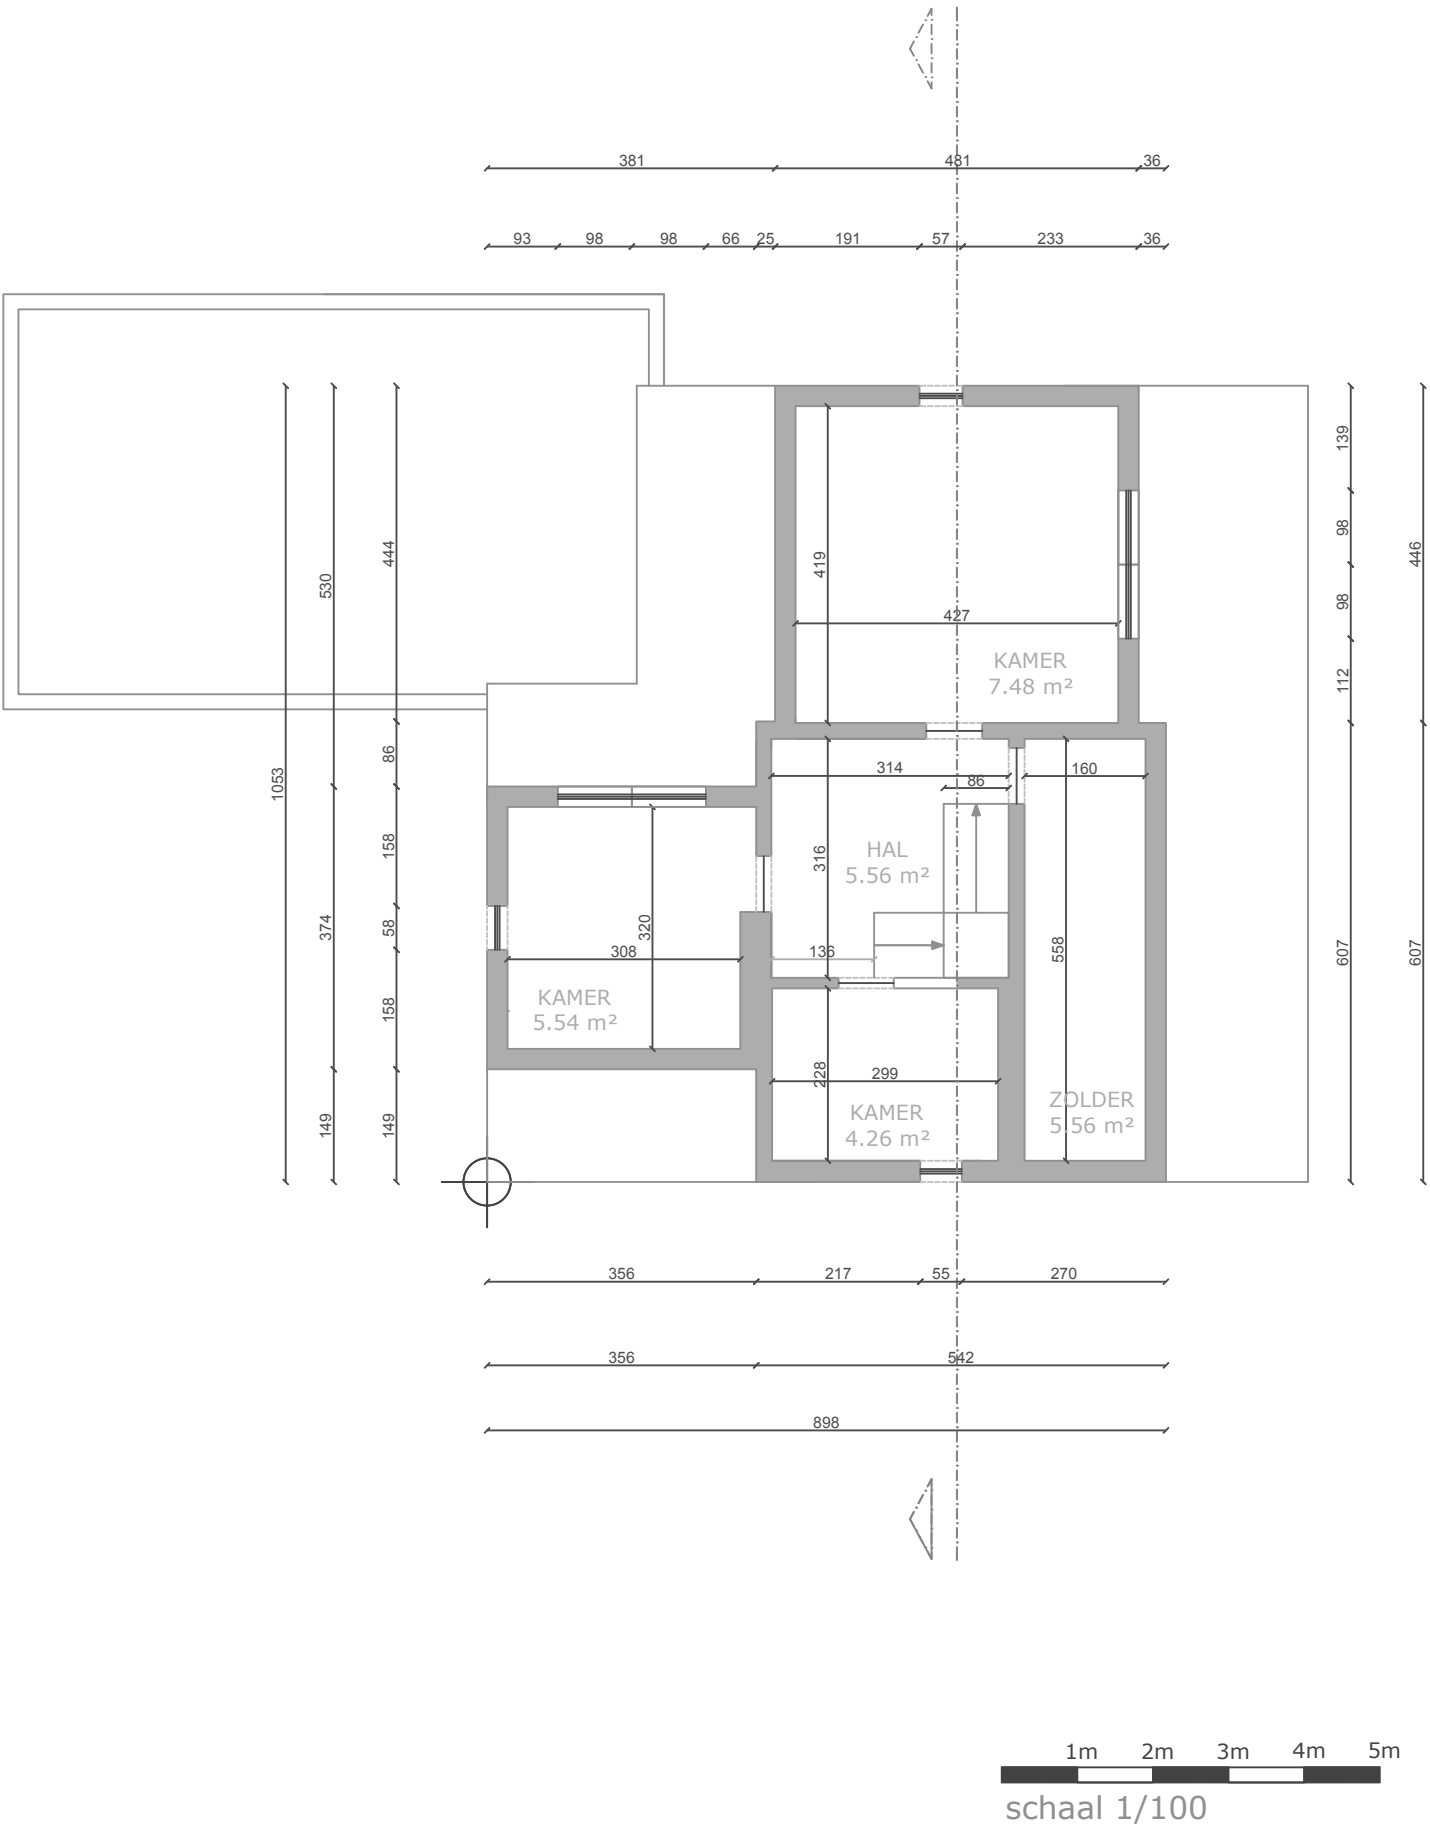 381 481 36
93 98 98 66 25 191 57 233 36
139
444
98
446
419
530
98
427
KAMER
7.48 m²
112
86
314 160
86
1053
158
316
HAL
5.56 m²
58
374
320
308
136
558
607
607
KAMER
5.54 m²
158
228
299
KAMER
4.26 m²
ZOLDER
5.56 m²
149
149
356 217 55 270
356 542
898
1m 2m 3m 4m 5m
schaal 1/100